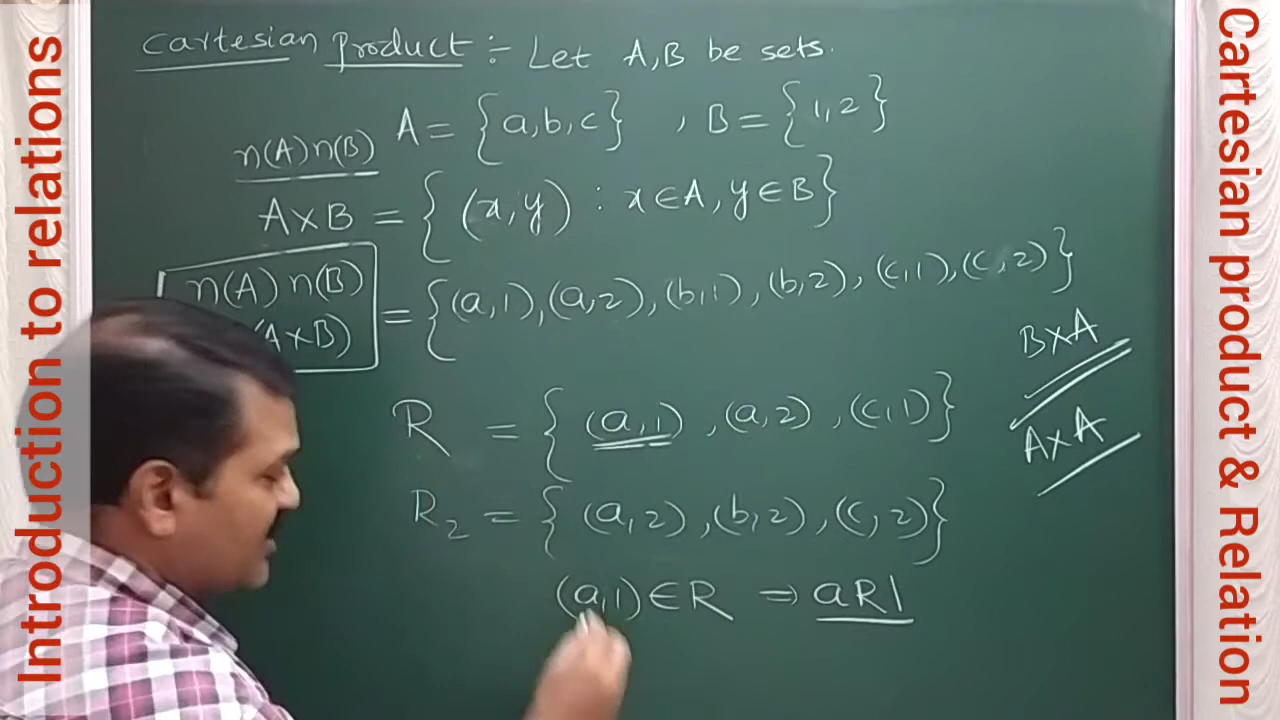 Introduction to relations
Cartesian product :- Let A,B be sets.
A = {a,b,c} , B = {1,2}
n(A) n(B)
A×B = {(x,y) : x∈A, y∈B}
n(A) n(B)
(A×B)
= {(a,1),(a,2),(b,1),(b,2),(c,1),(c,2)}
B×A
R = {(a,1),(a,2),(c,1)}
A×A
R2 = {(a,2),(b,2),(c,2)}
(a,1)∈R ⇒ aR1
Cartesian product & Relation